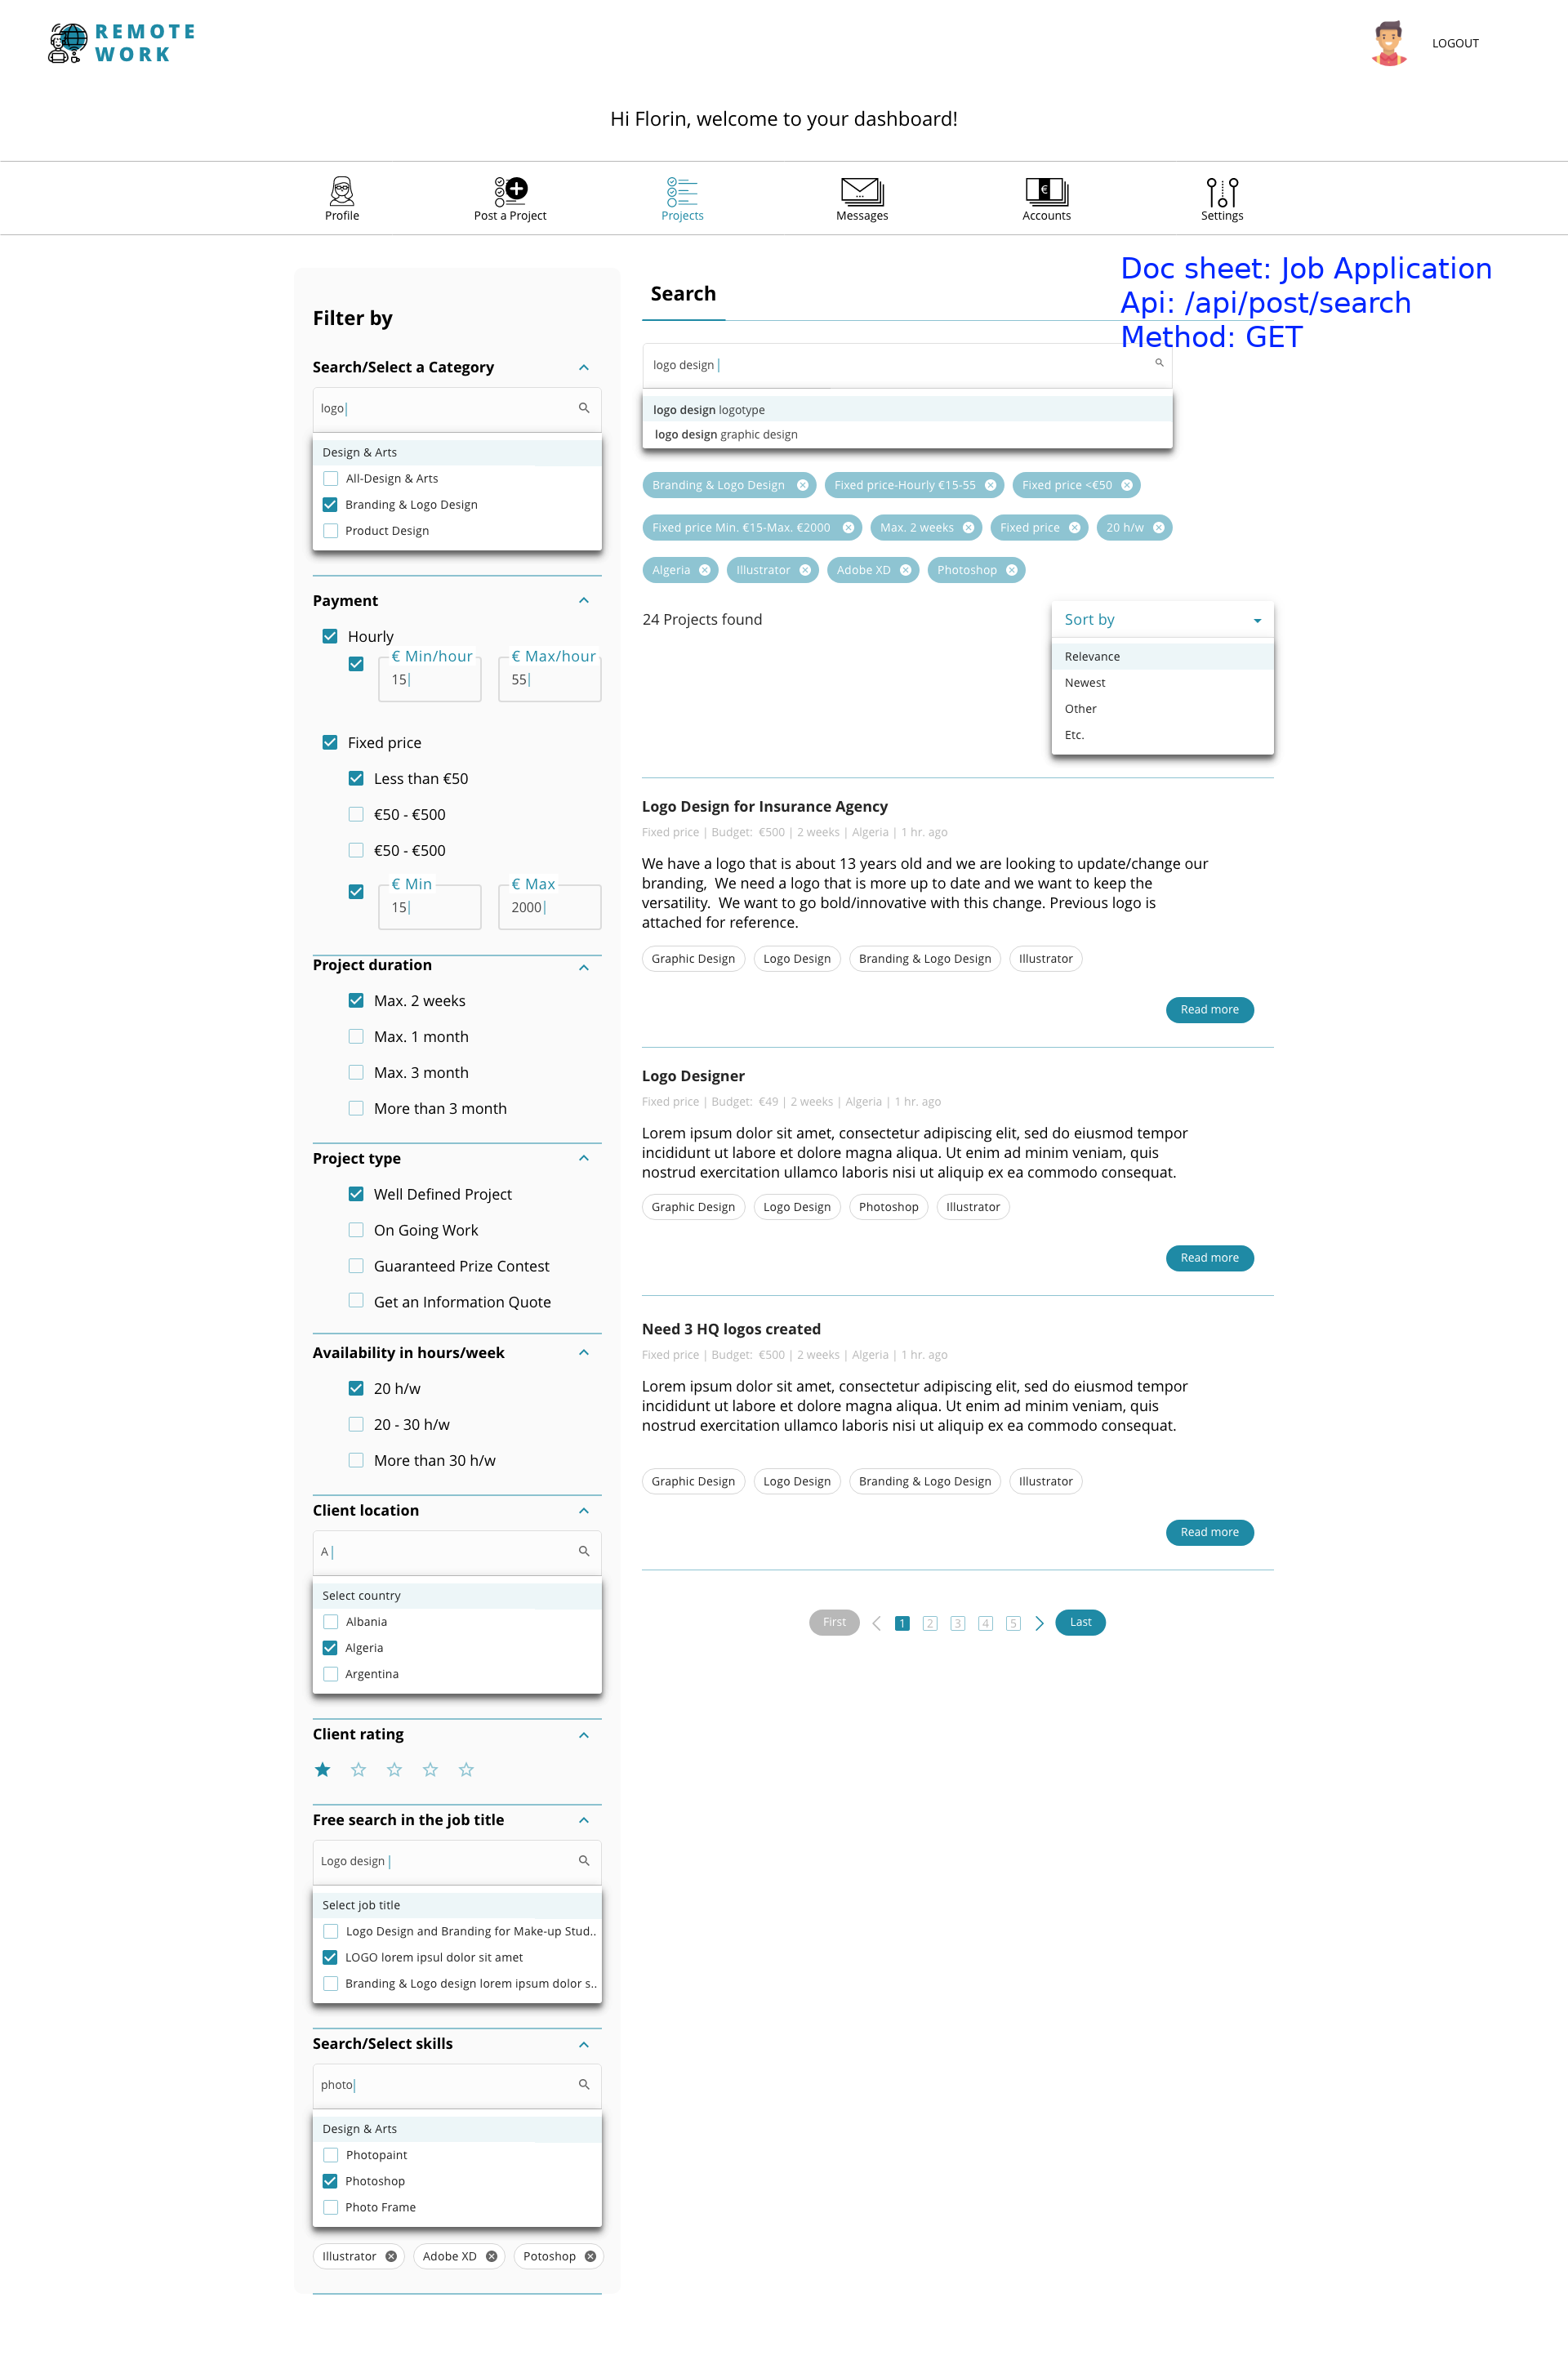 REMOTE
WORK
LOGOUT
Hi Florin, welcome to your dashboard!
Profile
Post a Project
Projects
Messages
€
Accounts
Settings
Doc sheet: Job Application
Api: /api/post/search
Method: GET
Filter by
Search/Select a Category
logo
Design & Arts
All-Design & Arts
Branding & Logo Design
Product Design
Payment
Hourly
€ Min/hour € Max/hour
15 55
Fixed price
Less than €50
€50 - €500
€50 - €500
€ Min € Max
15 2000
Project duration
Max. 2 weeks
Max. 1 month
Max. 3 month
More than 3 month
Project type
Well Defined Project
On Going Work
Guaranteed Prize Contest
Get an Information Quote
Availability in hours/week
20 h/w
20 - 30 h/w
More than 30 h/w
Client location
A
Select country
Albania
Algeria
Argentina
Client rating
Free search in the job title
Logo design
Select job title
Logo Design and Branding for Make-up Stud..
LOGO lorem ipsul dolor sit amet
Branding & Logo design lorem ipsum dolor s..
Search/Select skills
photo
Design & Arts
Photopaint
Photoshop
Photo Frame
Illustrator Adobe XD Potoshop
Search
logo design
logo design logotype
logo design graphic design
Branding & Logo Design Fixed price-Hourly €15-55 Fixed price <€50
Fixed price Min. €15-Max. €2000 Max. 2 weeks Fixed price 20 h/w
Algeria Illustrator Adobe XD Photoshop
24 Projects found
Sort by
Relevance
Newest
Other
Etc.
Logo Design for Insurance Agency
Fixed price | Budget: €500 | 2 weeks | Algeria | 1 hr. ago
We have a logo that is about 13 years old and we are looking to update/change our
branding, We need a logo that is more up to date and we want to keep the
versatility. We want to go bold/innovative with this change. Previous logo is
attached for reference.
Graphic Design Logo Design Branding & Logo Design Illustrator
Read more
Logo Designer
Fixed price | Budget: €49 | 2 weeks | Algeria | 1 hr. ago
Lorem ipsum dolor sit amet, consectetur adipiscing elit, sed do eiusmod tempor
incididunt ut labore et dolore magna aliqua. Ut enim ad minim veniam, quis
nostrud exercitation ullamco laboris nisi ut aliquip ex ea commodo consequat.
Graphic Design Logo Design Photoshop Illustrator
Read more
Need 3 HQ logos created
Fixed price | Budget: €500 | 2 weeks | Algeria | 1 hr. ago
Lorem ipsum dolor sit amet, consectetur adipiscing elit, sed do eiusmod tempor
incididunt ut labore et dolore magna aliqua. Ut enim ad minim veniam, quis
nostrud exercitation ullamco laboris nisi ut aliquip ex ea commodo consequat.
Graphic Design Logo Design Branding & Logo Design Illustrator
Read more
First 1 2 3 4 5 Last